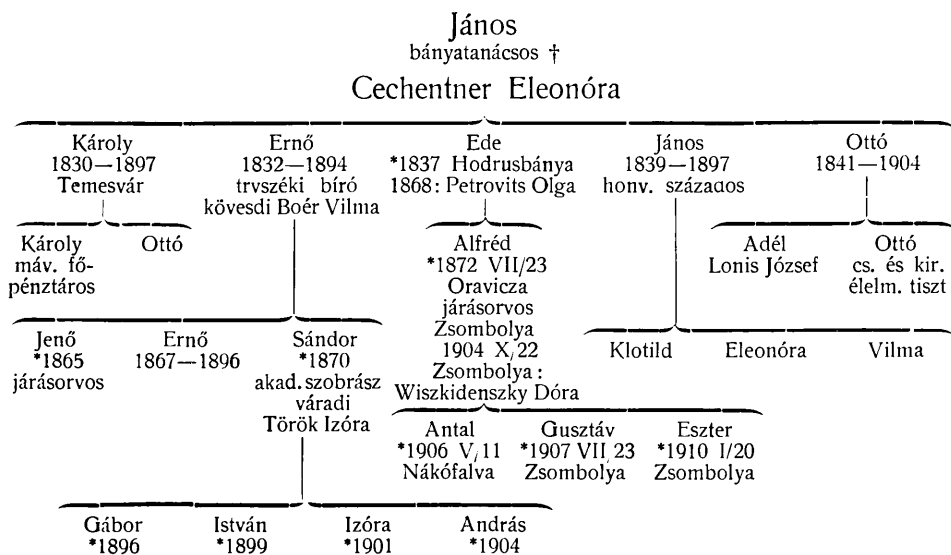 János
bányatanácsos †
Cechentner Eleonóra
Károly
1830—1897
Temesvár
Ernő
1832—1894
trvszéki bíró
kövesdi Boér Vilma
Ede
*1837 Hodrusbánya
1868: Petrovits Olga
János
1839—1897
honv. százados
Ottó
1841—1904
Károly
máv. fő-
pénztáros
Ottó
Alfréd
*1872 VII/23
Oravicza
járásorvos
Zsombolya
1904 X/22
Zsombolya:
Wiszkidenszky Dóra
Adél
Lonis József
Ottó
cs. és kir.
élelm. tiszt
Jenő
*1865
járásorvos
Ernő
1867—1896
Sándor
*1870
akad. szobrász
váradi
Török Izóra
Klotild
Eleonóra
Vilma
Antal
*1906 V/11
Nákófalva
Gusztáv
*1907 VII/23
Zsombolya
Eszter
*1910 I/20
Zsombolya
Gábor
*1896
István
*1899
Izóra
*1901
András
*1904